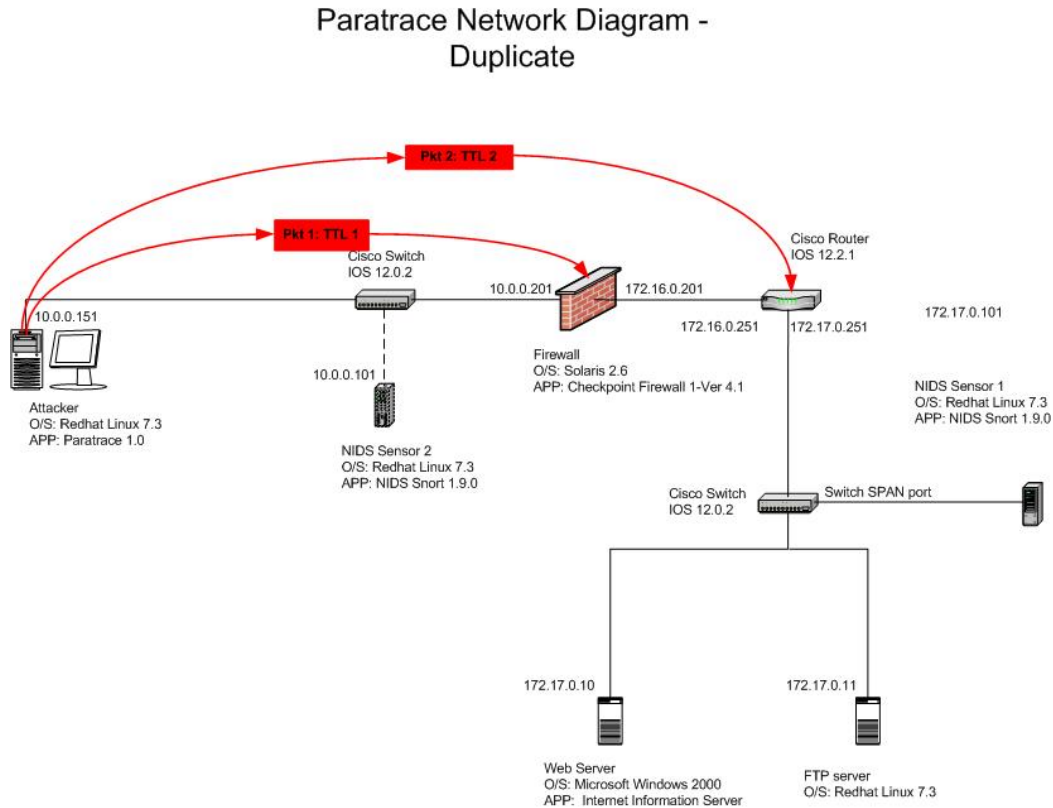 Paratrace Network Diagram -
Duplicate
Pkt 2: TTL 2
Pkt 1: TTL 1
Cisco Switch
IOS 12.0.2
Cisco Router
IOS 12.2.1
10.0.0.201
172.16.0.201
10.0.0.151
172.16.0.251
172.17.0.251
172.17.0.101
Firewall
O/S: Solaris 2.6
APP: Checkpoint Firewall 1-Ver 4.1
10.0.0.101
Attacker
O/S: Redhat Linux 7.3
APP: Paratrace 1.0
NIDS Sensor 1
O/S: Redhat Linux 7.3
APP: NIDS Snort 1.9.0
NIDS Sensor 2
O/S: Redhat Linux 7.3
APP: NIDS Snort 1.9.0
Cisco Switch
IOS 12.0.2
Switch SPAN port
172.17.0.10
172.17.0.11
Web Server
O/S: Microsoft Windows 2000
APP: Internet Information Server
FTP server
O/S: Redhat Linux 7.3